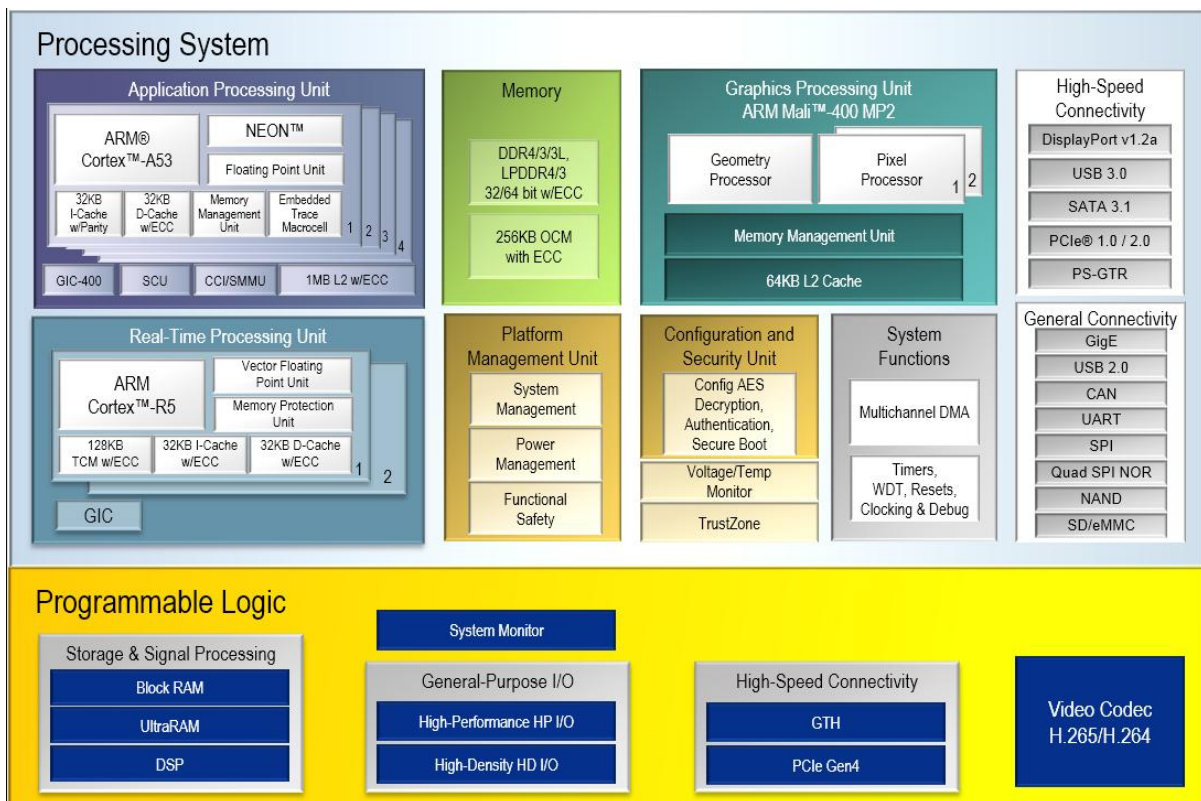 Processing System
Application Processing Unit
ARM®
Cortex™-A53
NEON™
Floating Point Unit
32KB
I-Cache
w/Parity
32KB
D-Cache
w/ECC
Memory
Management
Unit
Embedded
Trace
Macrocell
1
2
3
4
GIC-400
SCU
CCI/SMMU
1MB L2 w/ECC
Memory
DDR4/3/3L,
LPDDR4/3
32/64 bit w/ECC
256KB OCM
with ECC
Graphics Processing Unit
ARM Mali™-400 MP2
Geometry
Processor
Pixel
Processor
1
2
Memory Management Unit
64KB L2 Cache
High-Speed
Connectivity
DisplayPort v1.2a
USB 3.0
SATA 3.1
PCIe® 1.0 / 2.0
PS-GTR
Real-Time Processing Unit
ARM
Cortex™-R5
Vector Floating
Point Unit
Memory Protection
Unit
128KB
TCM w/ECC
32KB I-Cache
w/ECC
32KB D-Cache
w/ECC
1
2
GIC
Platform
Management Unit
System
Management
Power
Management
Functional
Safety
Configuration and
Security Unit
Config AES
Decryption,
Authentication,
Secure Boot
Voltage/Temp
Monitor
TrustZone
System
Functions
Multichannel DMA
Timers,
WDT, Resets,
Clocking & Debug
General Connectivity
GigE
USB 2.0
CAN
UART
SPI
Quad SPI NOR
NAND
SD/eMMC
Programmable Logic
Storage & Signal Processing
Block RAM
UltraRAM
DSP
System Monitor
General-Purpose I/O
High-Performance HP I/O
High-Density HD I/O
High-Speed Connectivity
GTH
PCIe Gen4
Video Codec
H.265/H.264